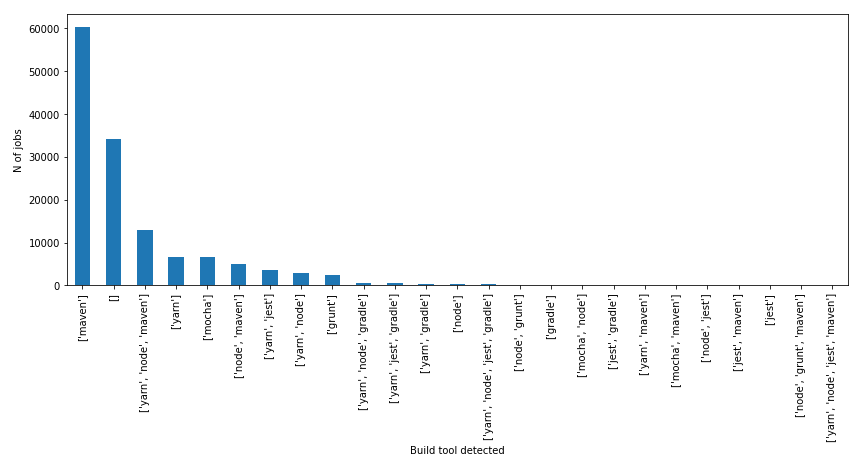 60000
50000
40000
30000
20000
10000
0
N of jobs
['maven']
[]
['yarn', 'node', 'maven']
['yarn']
['mocha']
['node', 'maven']
['yarn', 'jest']
['yarn', 'node']
['grunt']
['yarn', 'node', 'gradle']
['yarn', 'jest', 'gradle']
['yarn', 'gradle']
['node']
['yarn', 'node', 'jest', 'gradle']
['node', 'grunt']
['gradle']
['mocha', 'node']
['jest', 'gradle']
['yarn', 'maven']
['mocha', 'maven']
['node', 'jest']
['jest', 'maven']
['jest']
['node', 'grunt', 'maven']
['yarn', 'node', 'jest', 'maven']
Build tool detected